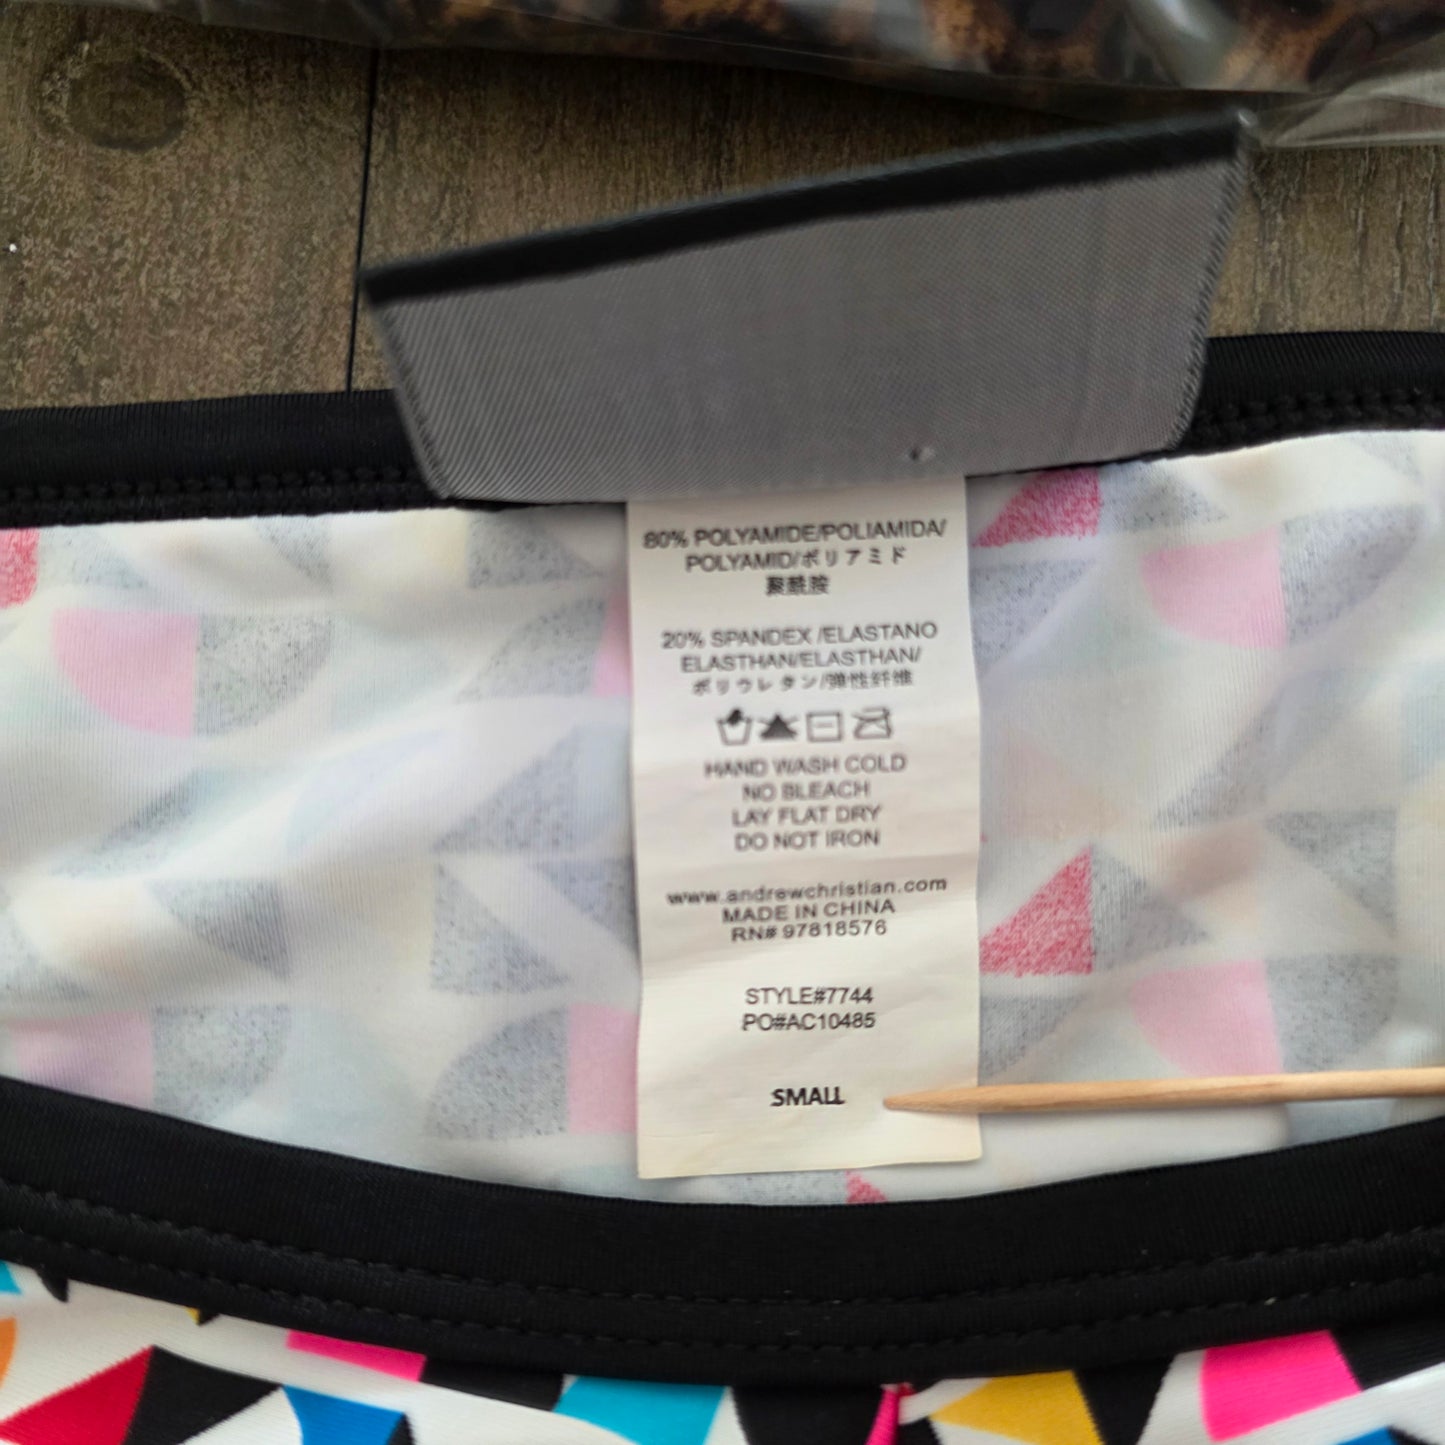 80% POLYAMIDE/POLIAMIDA/
POLYAMID/ポリアミド
聚酰胺
20% SPANDEX /ELASTANO
ELASTHAN/ELASTHAN/
ポリウレタン/弹性纤维
HAND WASH COLD
NO BLEACH
LAY FLAT DRY
DO NOT IRON
www.andrewchristian.com
MADE IN CHINA
RN# 97818576
STYLE#7744
PO#AC10485
SMALL